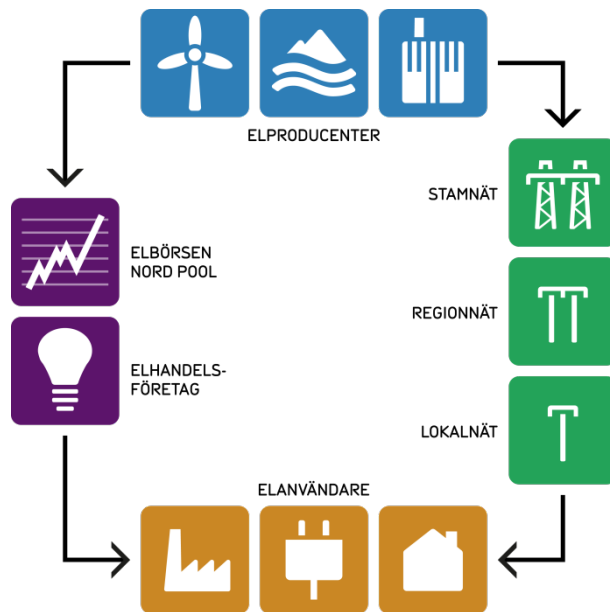 ELPRODUCENTER
STAMNÄT
ELBÖRSEN
NORD POOL
REGIONNÄT
ELHANDELS-
FÖRETAG
LOKALNÄT
ELANVÄNDARE